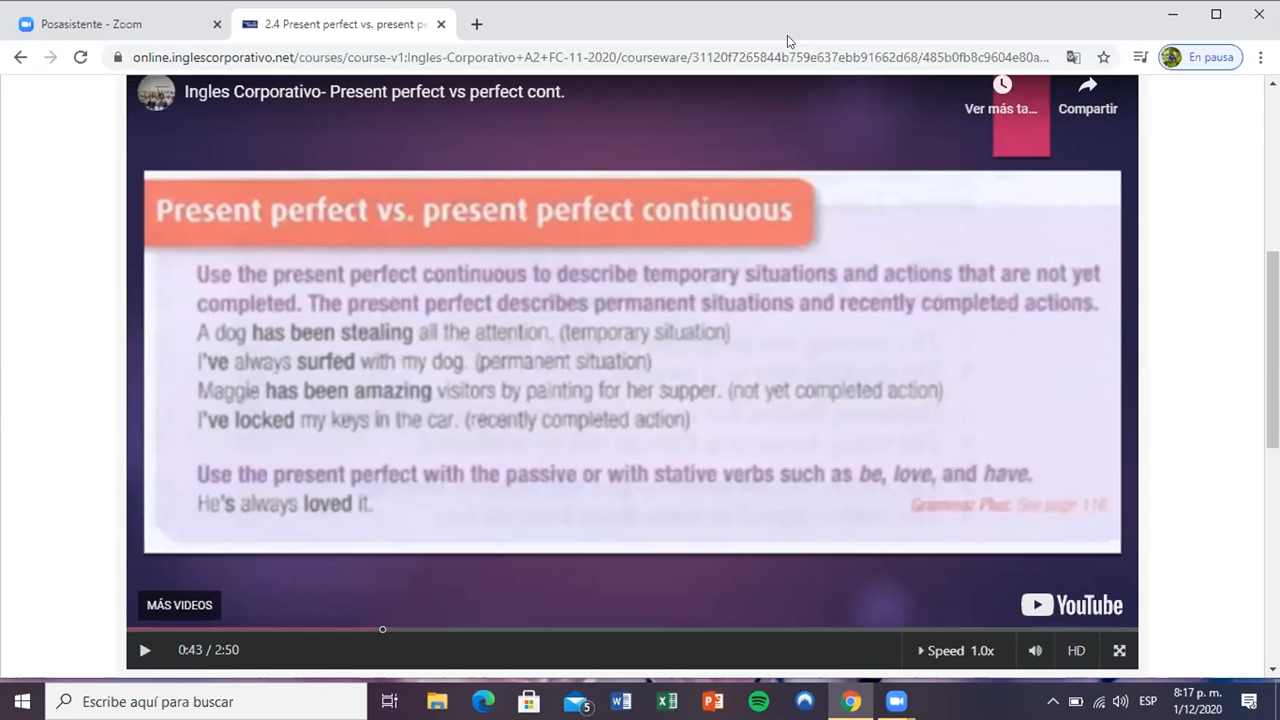 Posasistente - Zoom
2.4 Present perfect vs. present pe
online.inglescorporativo.net/courses/course-v1:Ingles-Corporativo+A2+FC-11-2020/courseware/31120f7265844b759e637ebb91662d68/485b0fb8c9604e80a...
En pausa
Ingles Corporativo- Present perfect vs perfect cont.
Ver más ta...
Compartir
Present perfect vs. present perfect continuous
Use the present perfect continuous to describe temporary situations and actions that are not yet
completed. The present perfect describes permanent situations and recently completed actions.
A dog has been stealing all the attention. (temporary situation)
I've always surfed with my dog. (permanent situation)
Maggie has been amazing visitors by painting for her supper. (not yet completed action)
I've locked my keys in the car. (recently completed action)
Use the present perfect with the passive or with stative verbs such as be, love, and have.
He's always loved it.
Grammar Plus: See page 116
MÁS VIDEOS
YouTube
0:43 / 2:50
Speed 1.0x
HD
Escribe aquí para buscar
5
ESP
8:17 p. m.
1/12/2020